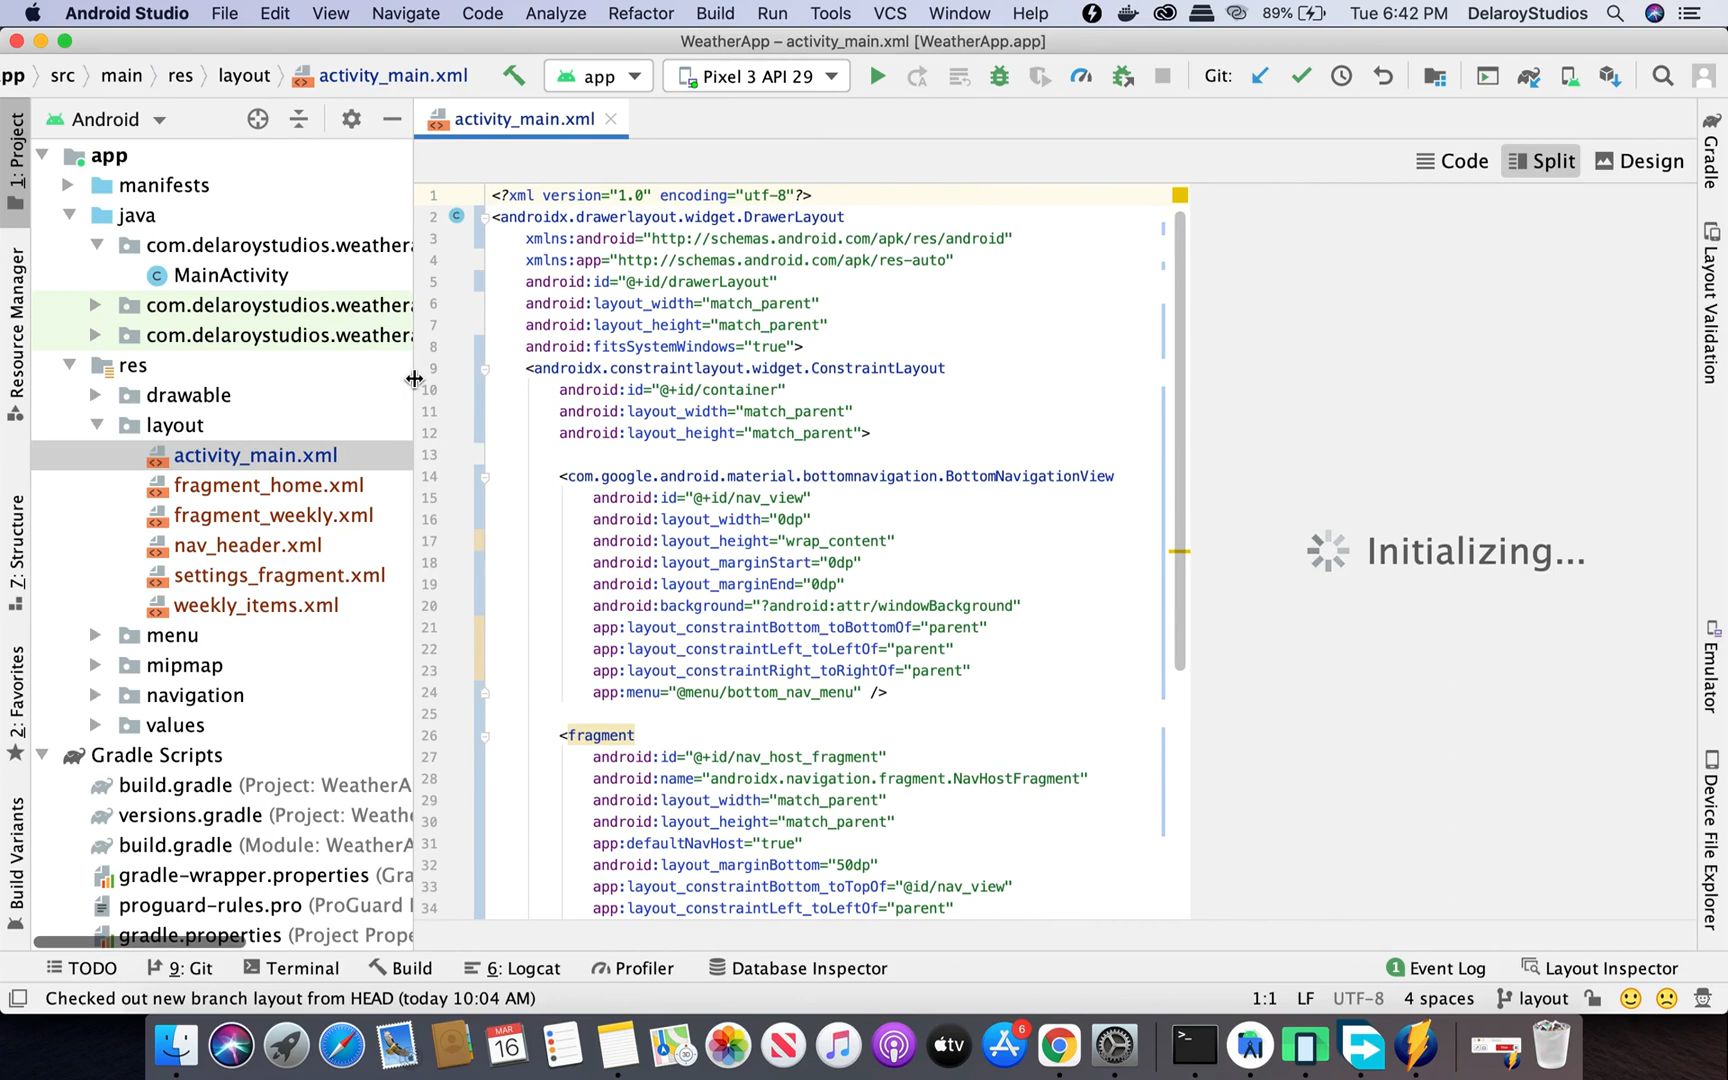 Android Studio File Edit View Navigate Code Analyze Refactor Build Run Tools VCS Window Help 89% Tue 6:42 PM DelaroyStudios
WeatherApp – activity_main.xml [WeatherApp.app]
pp src main res layout activity_main.xml app Pixel 3 API 29 Git:
Android
activity_main.xml
Code Split Design
1: Project
Resource Manager
Z: Structure
2: Favorites
Build Variants
app
manifests
java
com.delaroystudios.weathera
MainActivity
com.delaroystudios.weathera
com.delaroystudios.weathera
res
drawable
layout
activity_main.xml
fragment_home.xml
fragment_weekly.xml
nav_header.xml
settings_fragment.xml
weekly_items.xml
menu
mipmap
navigation
values
Gradle Scripts
build.gradle (Project: WeatherA
versions.gradle (Project: Weathe
build.gradle (Module: WeatherA
gradle-wrapper.properties (Gra
proguard-rules.pro (ProGuard
gradle.properties (Project Prope
1 <?xml version="1.0" encoding="utf-8"?>
2 <androidx.drawerlayout.widget.DrawerLayout
3 xmlns:android="http://schemas.android.com/apk/res/android"
4 xmlns:app="http://schemas.android.com/apk/res-auto"
5 android:id="@+id/drawerLayout"
6 android:layout_width="match_parent"
7 android:layout_height="match_parent"
8 android:fitsSystemWindows="true">
9 <androidx.constraintlayout.widget.ConstraintLayout
10 android:id="@+id/container"
11 android:layout_width="match_parent"
12 android:layout_height="match_parent">
13
14 <com.google.android.material.bottomnavigation.BottomNavigationView
15 android:id="@+id/nav_view"
16 android:layout_width="0dp"
17 android:layout_height="wrap_content"
18 android:layout_marginStart="0dp"
19 android:layout_marginEnd="0dp"
20 android:background="?android:attr/windowBackground"
21 app:layout_constraintBottom_toBottomOf="parent"
22 app:layout_constraintLeft_toLeftOf="parent"
23 app:layout_constraintRight_toRightOf="parent"
24 app:menu="@menu/bottom_nav_menu" />
25
26 <fragment
27 android:id="@+id/nav_host_fragment"
28 android:name="androidx.navigation.fragment.NavHostFragment"
29 android:layout_width="match_parent"
30 android:layout_height="match_parent"
31 app:defaultNavHost="true"
32 android:layout_marginBottom="50dp"
33 app:layout_constraintBottom_toTopOf="@id/nav_view"
34 app:layout_constraintLeft_toLeftOf="parent"
Initializing...
Gradle
Layout Validation
Emulator
Device File Explorer
TODO 9: Git Terminal Build 6: Logcat Profiler Database Inspector 1 Event Log Layout Inspector
Checked out new branch layout from HEAD (today 10:04 AM) 1:1 LF UTF-8 4 spaces layout
MAR
16
tv
6